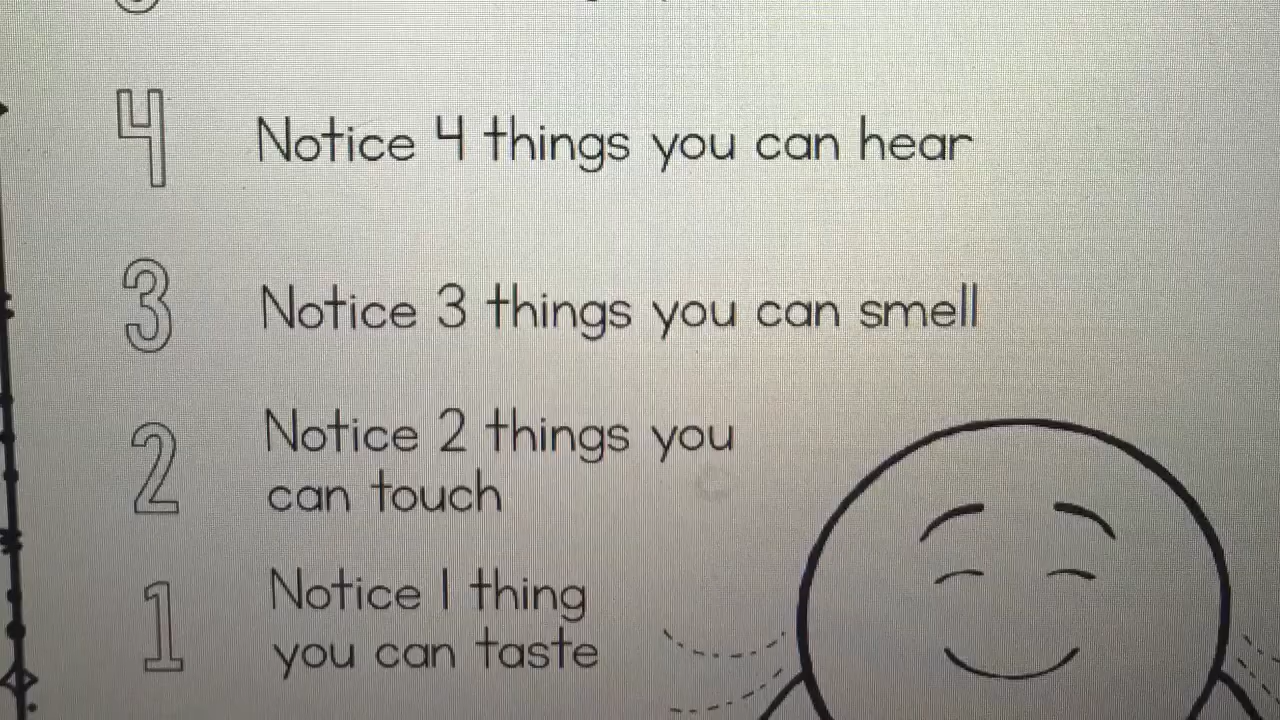 4 Notice 4 things you can hear
3 Notice 3 things you can smell
2 Notice 2 things you
can touch
1 Notice 1 thing
you can taste